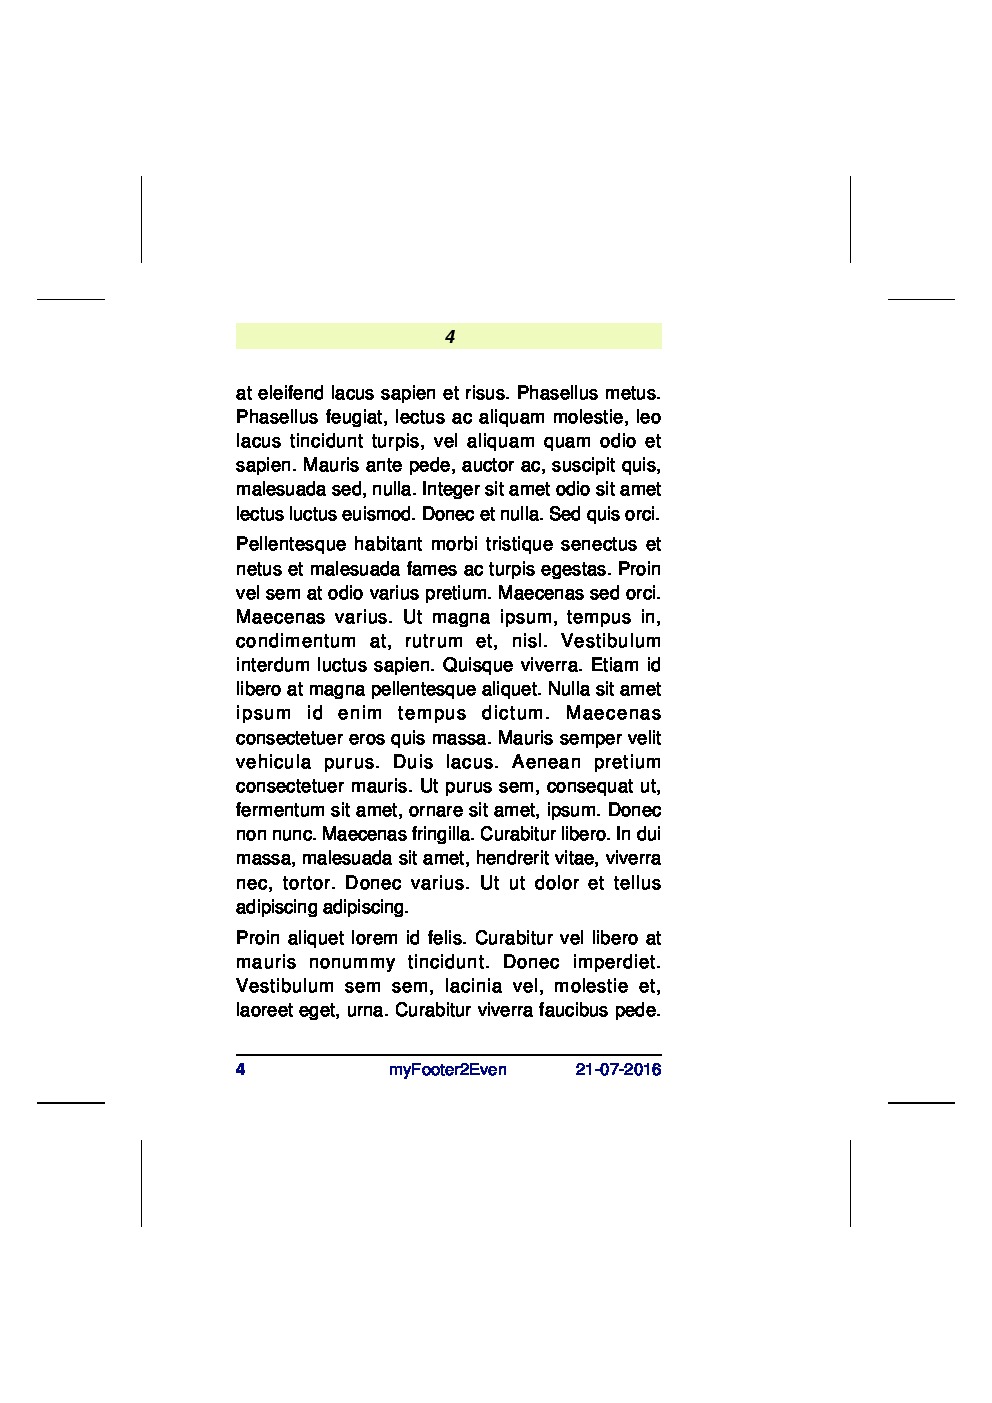 4
at eleifend lacus sapien et risus. Phasellus metus.
Phasellus feugiat, lectus ac aliquam molestie, leo
lacus tincidunt turpis, vel aliquam quam odio et
sapien. Mauris ante pede, auctor ac, suscipit quis,
malesuada sed, nulla. Integer sit amet odio sit amet
lectus luctus euismod. Donec et nulla. Sed quis orci.
Pellentesque habitant morbi tristique senectus et
netus et malesuada fames ac turpis egestas. Proin
vel sem at odio varius pretium. Maecenas sed orci.
Maecenas varius. Ut magna ipsum, tempus in,
condimentum at, rutrum et, nisl. Vestibulum
interdum luctus sapien. Quisque viverra. Etiam id
libero at magna pellentesque aliquet. Nulla sit amet
ipsum id enim tempus dictum. Maecenas
consectetuer eros quis massa. Mauris semper velit
vehicula purus. Duis lacus. Aenean pretium
consectetuer mauris. Ut purus sem, consequat ut,
fermentum sit amet, ornare sit amet, ipsum. Donec
non nunc. Maecenas fringilla. Curabitur libero. In dui
massa, malesuada sit amet, hendrerit vitae, viverra
nec, tortor. Donec varius. Ut ut dolor et tellus
adipiscing adipiscing.
Proin aliquet lorem id felis. Curabitur vel libero at
mauris nonummy tincidunt. Donec imperdiet.
Vestibulum sem sem, lacinia vel, molestie et,
laoreet eget, urna. Curabitur viverra faucibus pede.
4 myFooter2Even 21-07-2016